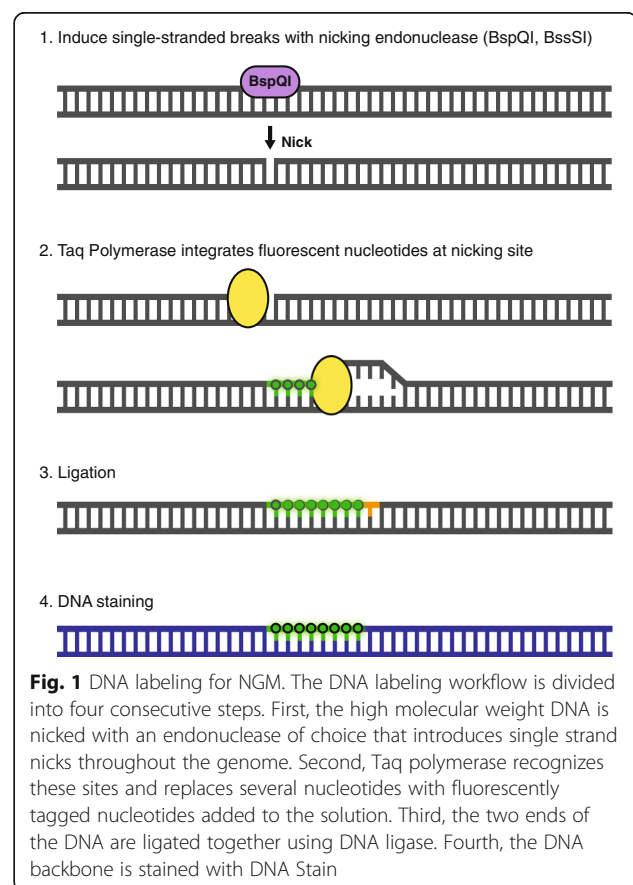 1. Induce single-stranded breaks with nicking endonuclease (BspQI, BssSI)
BspQI
Nick
2. Taq Polymerase integrates fluorescent nucleotides at nicking site
3. Ligation
4. DNA staining
Fig. 1 DNA labeling for NGM. The DNA labeling workflow is divided
into four consecutive steps. First, the high molecular weight DNA is
nicked with an endonuclease of choice that introduces single strand
nicks throughout the genome. Second, Taq polymerase recognizes
these sites and replaces several nucleotides with fluorescently
tagged nucleotides added to the solution. Third, the two ends of
the DNA are ligated together using DNA ligase. Fourth, the DNA
backbone is stained with DNA Stain